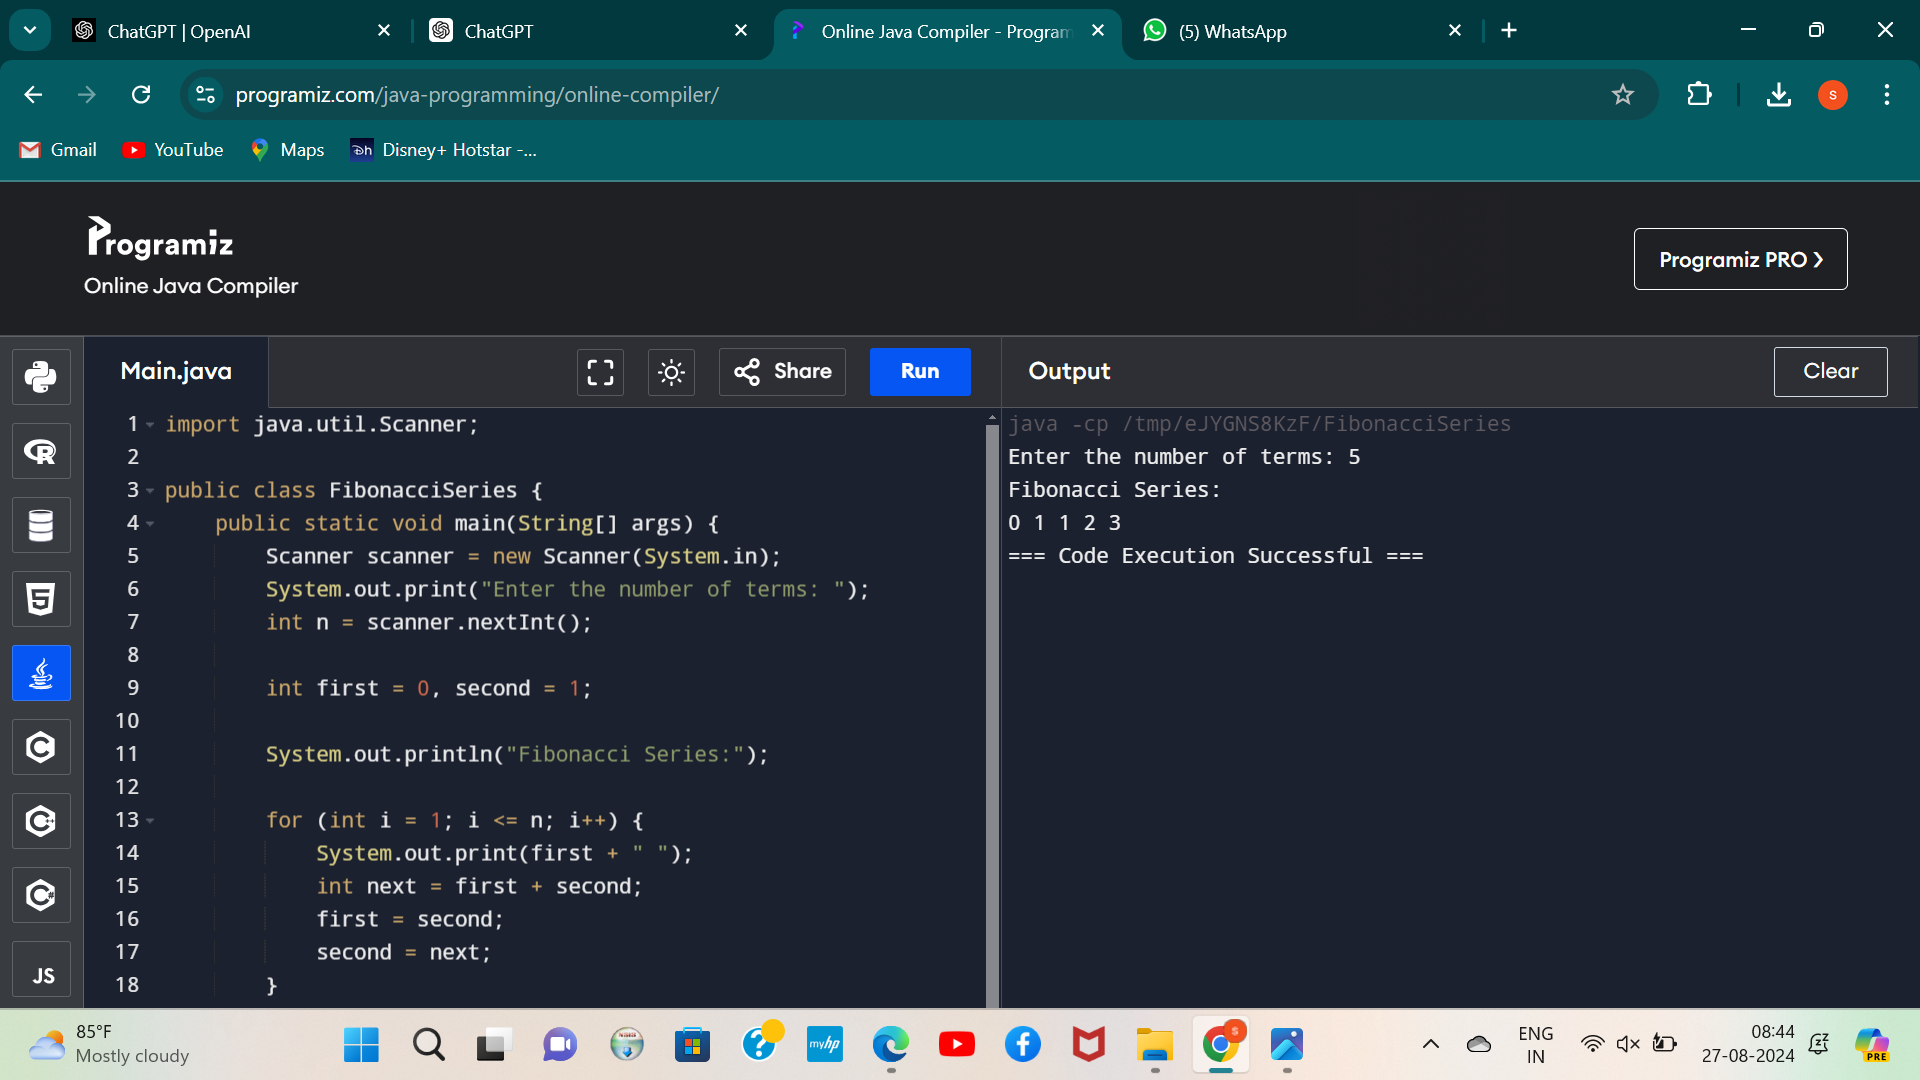 ChatGPT | OpenAI
ChatGPT
Online Java Compiler - Program
(5) WhatsApp
programiz.com/java-programming/online-compiler/
S
Gmail
YouTube
Maps
Disney+ Hotstar -...
Programiz
Online Java Compiler
Programiz PRO ❯
Main.java
Share
Run
Output
Clear
1 import java.util.Scanner;
2
3 public class FibonacciSeries {
4 public static void main(String[] args) {
5 Scanner scanner = new Scanner(System.in);
6 System.out.print("Enter the number of terms: ");
7 int n = scanner.nextInt();
8
9 int first = 0, second = 1;
10
11 System.out.println("Fibonacci Series:");
12
13 for (int i = 1; i <= n; i++) {
14 System.out.print(first + " ");
15 int next = first + second;
16 first = second;
17 second = next;
18 }
JS
java -cp /tmp/eJYGNS8KzF/FibonacciSeries
Enter the number of terms: 5
Fibonacci Series:
0 1 1 2 3
=== Code Execution Successful ===
85°F
Mostly cloudy
myhp
S
ENG
IN
08:44
27-08-2024
PRE